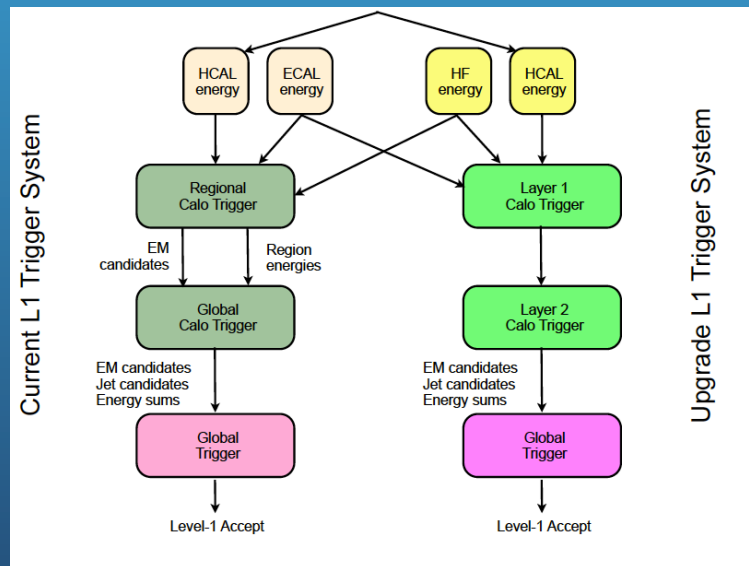 Current L1 Trigger System
HCAL
energy
ECAL
energy
HF
energy
HCAL
energy
Regional
Calo Trigger
Layer 1
Calo Trigger
EM
candidates
Region
energies
Global
Calo Trigger
Layer 2
Calo Trigger
EM candidates
Jet candidates
Energy sums
EM candidates
Jet candidates
Energy sums
Global
Trigger
Global
Trigger
Level-1 Accept
Level-1 Accept
Upgrade L1 Trigger System